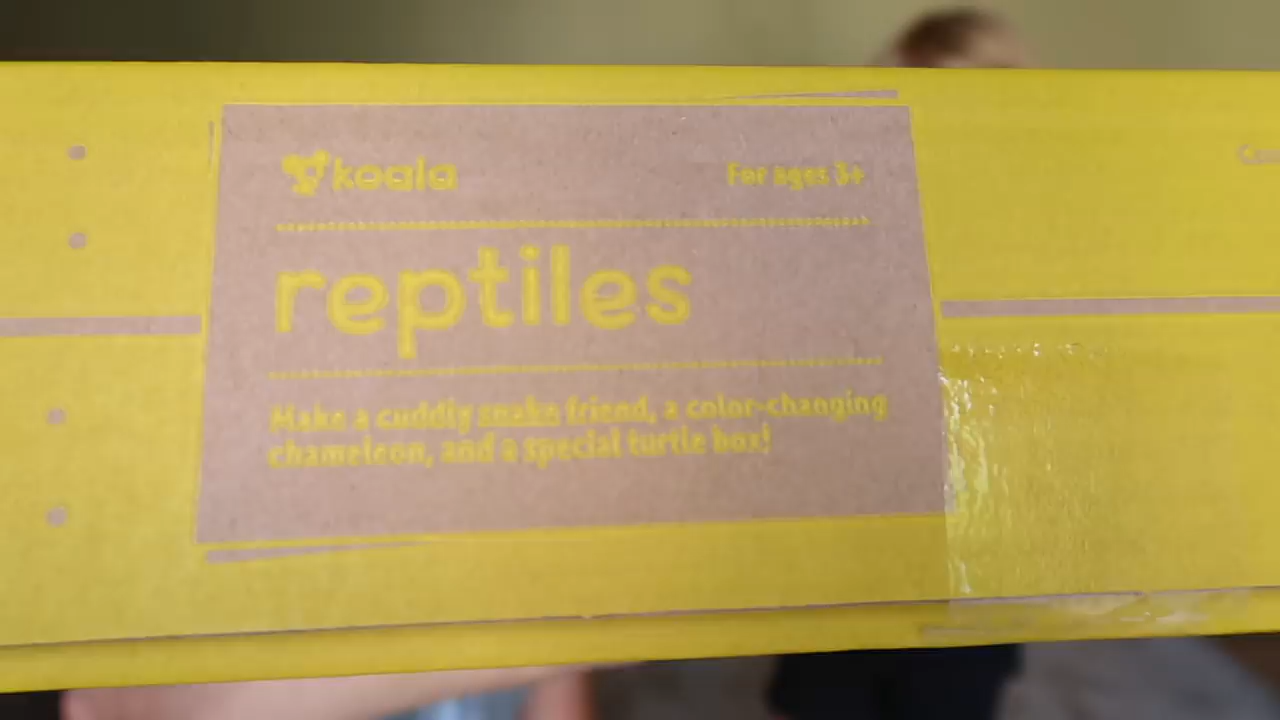 koala
For ages 3+
reptiles
Make a cuddly snake friend, a color-changing
chameleon, and a special turtle box!